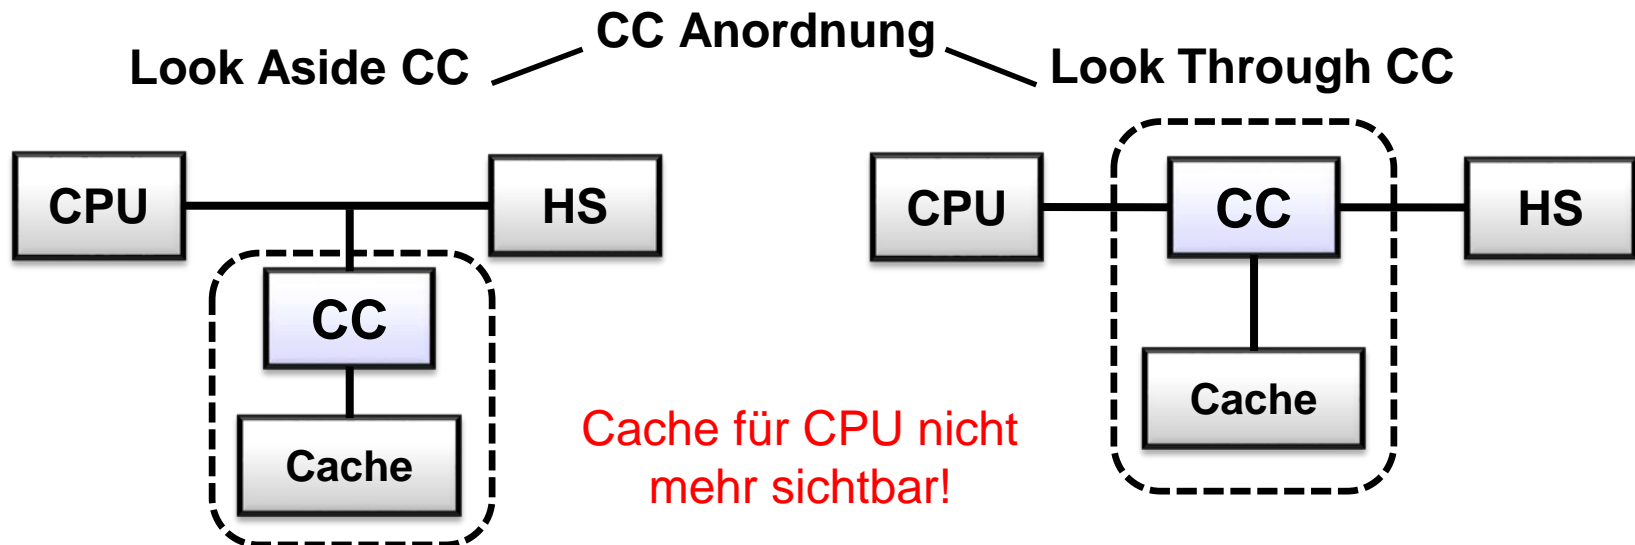 CC Anordnung
Look Aside CC
Look Through CC
CPU
HS
CC
Cache
CPU
CC
HS
Cache
Cache für CPU nicht
mehr sichtbar!